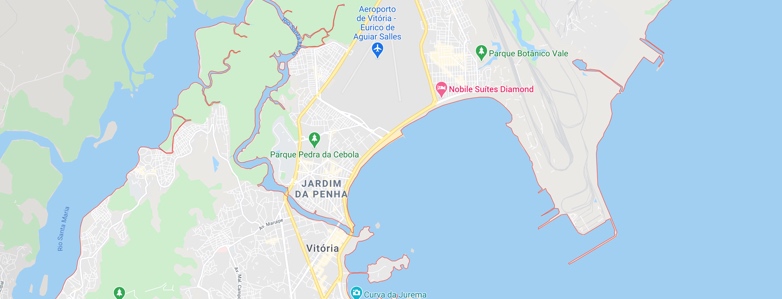 Aeroporto
de Vitória -
Eurico de
Aguiar Salles
Parque Botânico Vale
Nobile Suítes Diamond
Parque Pedra da Cebola
JARDIM
DA PENHA
Rio Santa Maria
Av. Maruípe
Vitória
Curva da Jurema